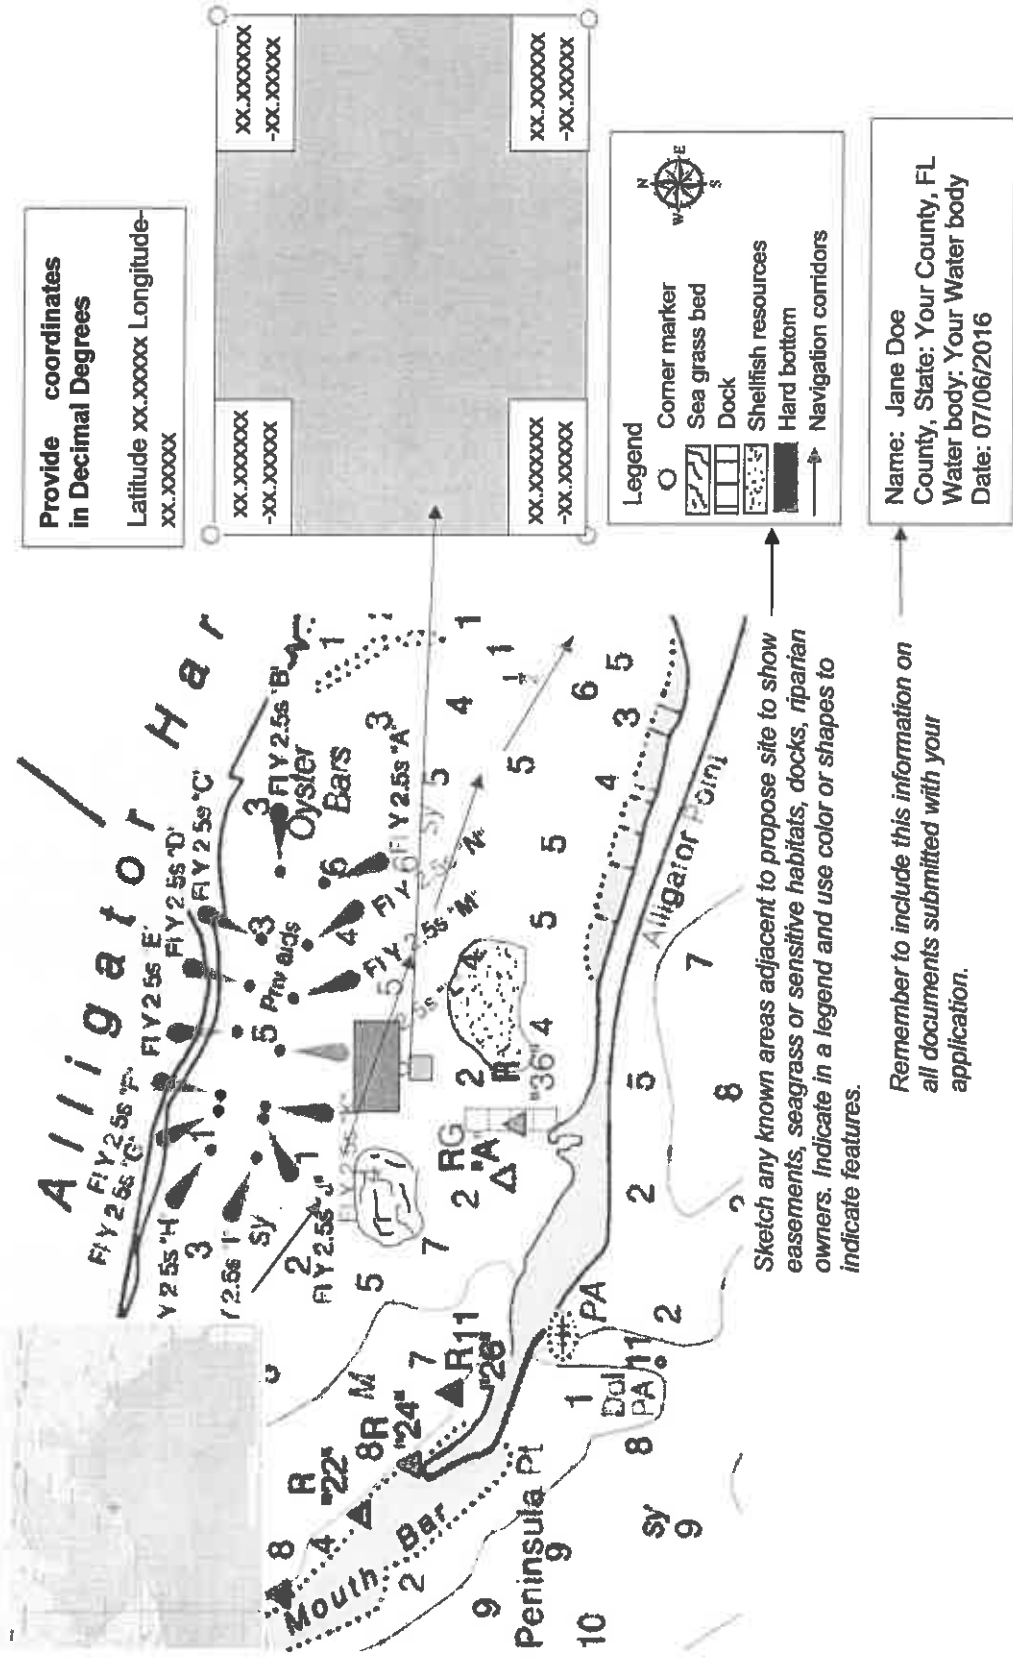 Provide coordinates
in Decimal Degrees
Latitude xx.xxxxx Longitude-
xx.xxxxx
xx.xxxxxx
-xx.xxxxx
xx.xxxxxx
-xx.xxxxx
xx.xxxxxx
-xx.xxxxx
xx.xxxxxx
-xx.xxxxx
Legend
Corner marker
Sea grass bed
Dock
Shellfish resources
Hard bottom
Navigation corridors
N
W E
S
Name: Jane Doe
County, State: Your County, FL
Water body: Your Water body
Date: 07/06/2016
Sketch any known areas adjacent to propose site to show
easements, seagrass or sensitive habitats, docks, riparian
owners. Indicate in a legend and use color or shapes to
indicate features.
Remember to include this information on
all documents submitted with your
application.
Alligator Har
Fl Y 2.5s "G"
Fl Y 2.5s "F"
Fl Y 2.5s E'
Fl Y 2.5s "D'
Fl Y 2.5s "C'
Fl Y 2.5s 'B'
Y 2.5s "H"
Y 2.5s "I"
Fl Y 2.5s "J"
Fl Y 2.5s "K"
Fl Y 2.5s "M"
Fl Y 2.5s "A"
Priv aids
Oyster
Bars
Sy
RG
"A"
"36"
Alligator Point
R
"22"
8R
"24"
M
R
"26"
Mouth Bar
Peninsula Pt
PA
Dol
PA
sy